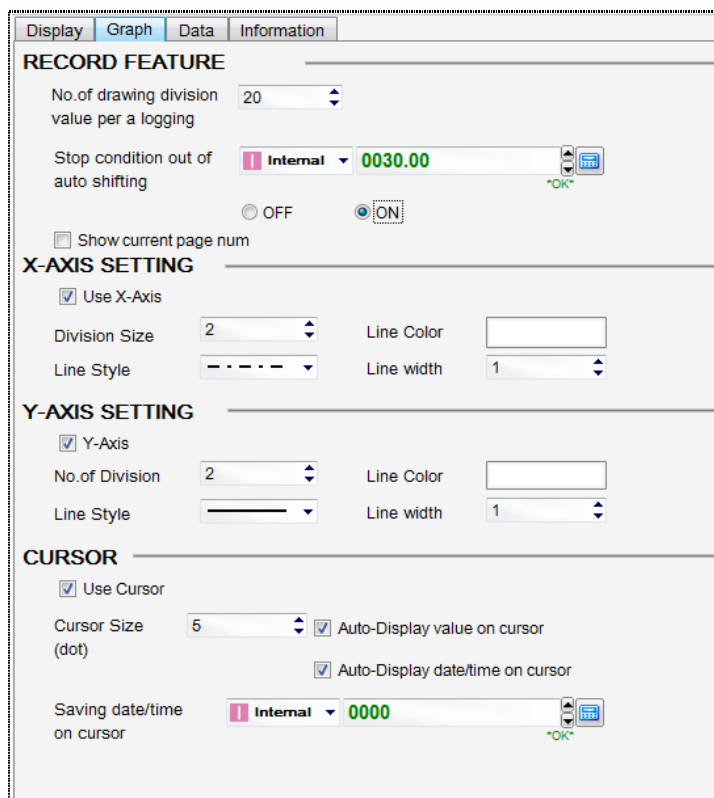 Display Graph Data Information
RECORD FEATURE
No.of drawing division 20
value per a logging
Stop condition out of Internal 0030.00
auto shifting *OK*
OFF ON
Show current page num
X-AXIS SETTING
Use X-Axis
Division Size 2 Line Color
Line Style Line width 1
Y-AXIS SETTING
Y-Axis
No.of Division 2 Line Color
Line Style Line width 1
CURSOR
Use Cursor
Cursor Size 5 Auto-Display value on cursor
(dot)
Auto-Display date/time on cursor
Saving date/time Internal 0000
on cursor *OK*